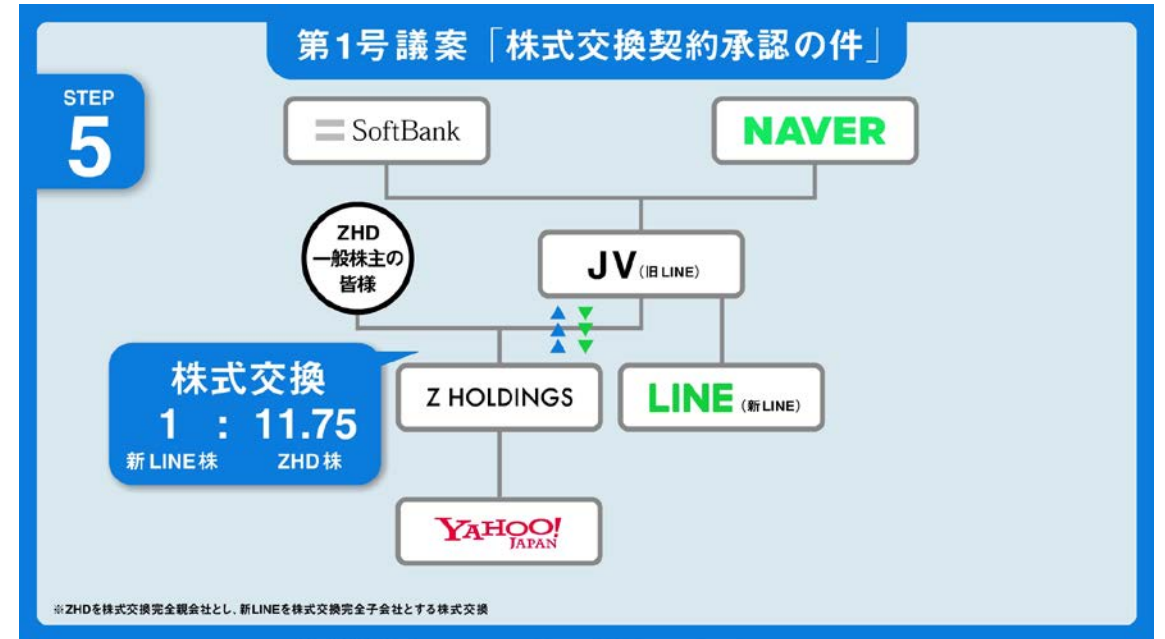 第1号議案「株式交換契約承認の件」
STEP
5
SoftBank
NAVER
ZHD
一般株主の
皆様
JV(旧LINE)
株式交換
1 : 11.75
新LINE株 ZHD株
Z HOLDINGS
LINE(新LINE)
YAHOO!
JAPAN
※ZHDを株式交換完全親会社とし、新LINEを株式交換完全子会社とする株式交換